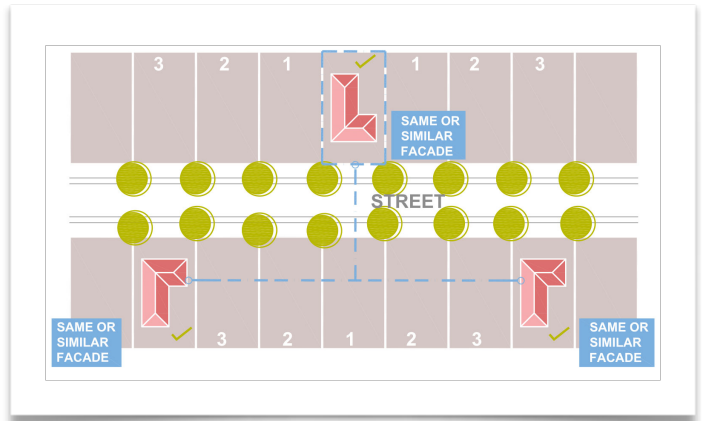 3 2 1 1 2 3
SAME OR
SIMILAR
FACADE
STREET
SAME OR
SIMILAR
FACADE
3 2 1 2 3
SAME OR
SIMILAR
FACADE